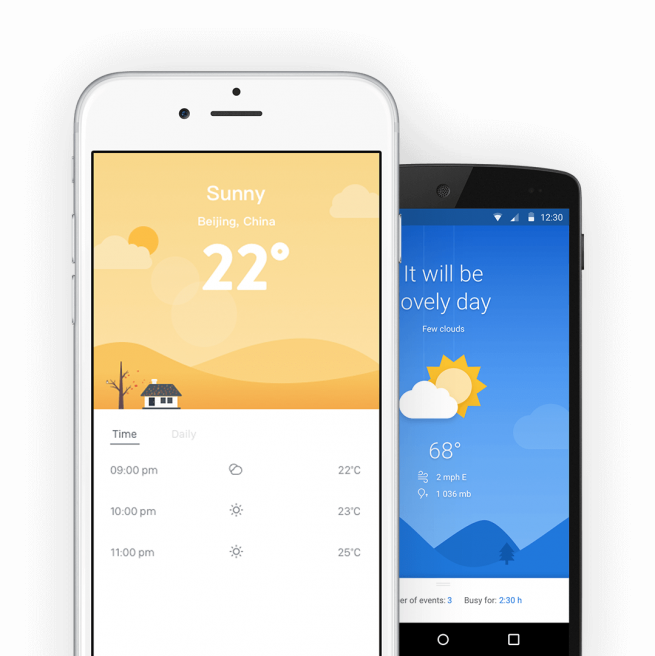 Sunny
Beijing, China
22°
Time Daily
09:00 pm 22°C
10:00 pm 23°C
11:00 pm 25°C
12:30
It will be
ovely day
Few clouds
68°
2 mph E
1 036 mb
er of events: 3 Busy for: 2:30 h